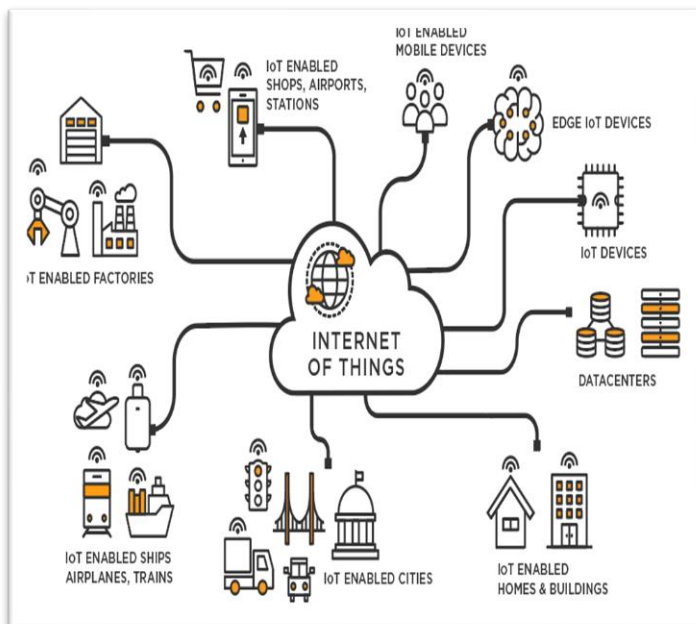 IoT ENABLED
MOBILE DEVICES
IoT ENABLED
SHOPS, AIRPORTS,
STATIONS
EDGE IoT DEVICES
IoT DEVICES
ENABLED FACTORIES
INTERNET
OF THINGS
DATACENTERS
IoT ENABLED SHIPS
AIRPLANES, TRAINS
IoT ENABLED CITIES
IoT ENABLED
HOMES & BUILDINGS